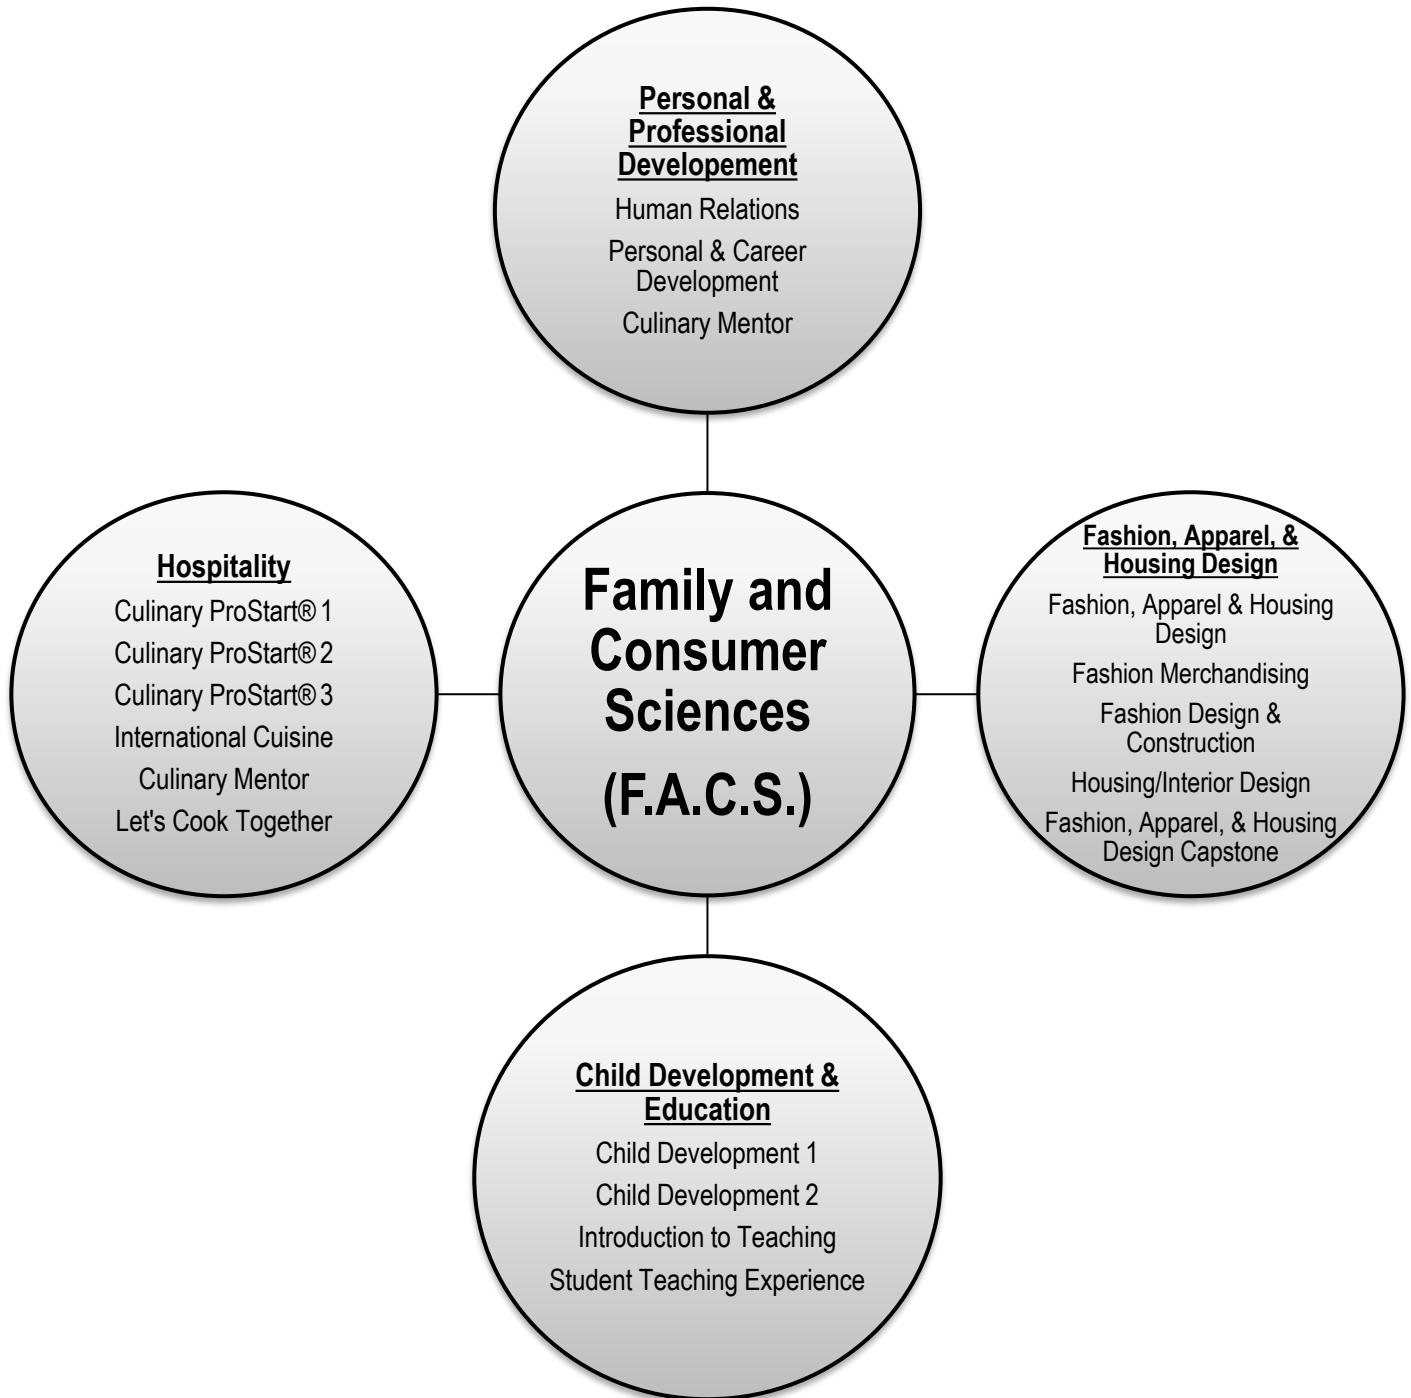 Personal &
Professional
Developement
Human Relations
Personal & Career
Development
Culinary Mentor
Hospitality
Culinary ProStart® 1
Culinary ProStart® 2
Culinary ProStart® 3
International Cuisine
Culinary Mentor
Let's Cook Together
Family and
Consumer
Sciences
(F.A.C.S.)
Fashion, Apparel, &
Housing Design
Fashion, Apparel & Housing
Design
Fashion Merchandising
Fashion Design &
Construction
Housing/Interior Design
Fashion, Apparel, & Housing
Design Capstone
Child Development &
Education
Child Development 1
Child Development 2
Introduction to Teaching
Student Teaching Experience